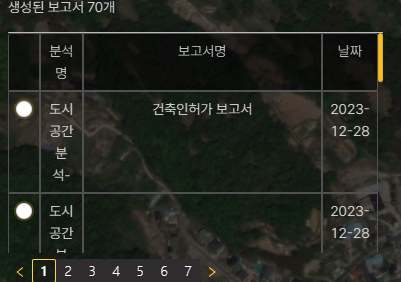 생성된 보고서 70개
분석 보고서명 날짜
명
도시 건축인허가 보고서 2023-
공간 12-28
분
석-
도시 2023-
공간 12-28
< 1 2 3 4 5 6 7 >